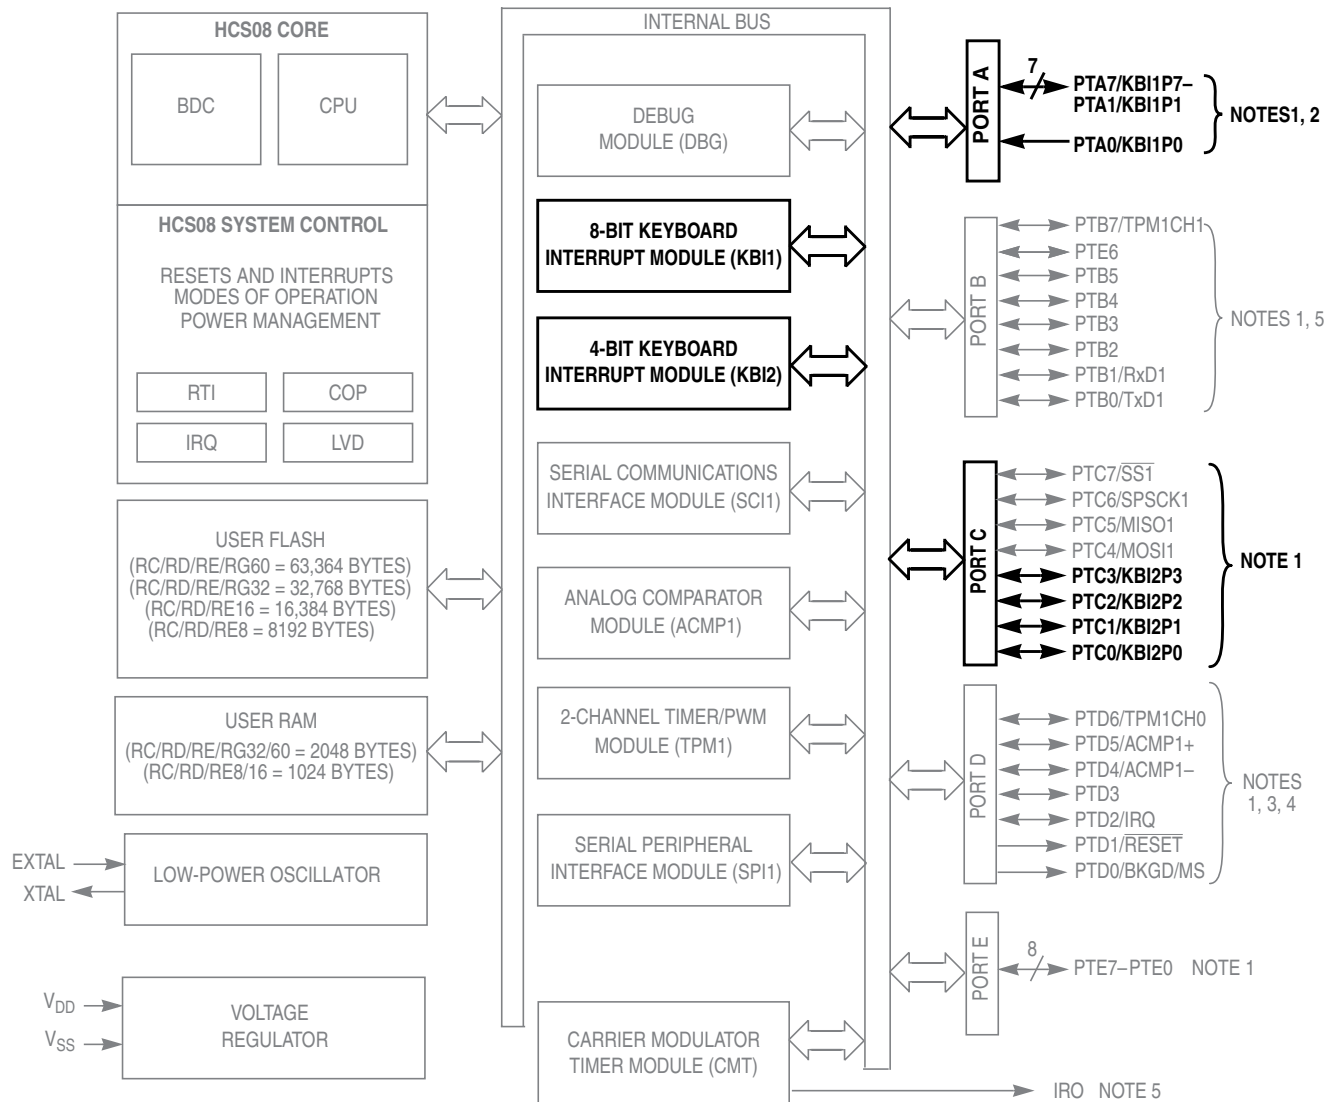 HCS08 CORE
BDC
CPU
HCS08 SYSTEM CONTROL
RESETS AND INTERRUPTS
MODES OF OPERATION
POWER MANAGEMENT
RTI
COP
IRQ
LVD
USER FLASH
(RC/RD/RE/RG60 = 63,364 BYTES)
(RC/RD/RE/RG32 = 32,768 BYTES)
(RC/RD/RE16 = 16,384 BYTES)
(RC/RD/RE8 = 8192 BYTES)
USER RAM
(RC/RD/RE/RG32/60 = 2048 BYTES)
(RC/RD/RE8/16 = 1024 BYTES)
EXTAL
XTAL
LOW-POWER OSCILLATOR
VDD
VSS
VOLTAGE
REGULATOR
INTERNAL BUS
DEBUG
MODULE (DBG)
8-BIT KEYBOARD
INTERRUPT MODULE (KBI1)
4-BIT KEYBOARD
INTERRUPT MODULE (KBI2)
SERIAL COMMUNICATIONS
INTERFACE MODULE (SCI1)
ANALOG COMPARATOR
MODULE (ACMP1)
2-CHANNEL TIMER/PWM
MODULE (TPM1)
SERIAL PERIPHERAL
INTERFACE MODULE (SPI1)
CARRIER MODULATOR
TIMER MODULE (CMT)
PORT A
7
PTA7/KBI1P7–
PTA1/KBI1P1
PTA0/KBI1P0
NOTES1, 2
PORT B
PTB7/TPM1CH1
PTE6
PTB5
PTB4
PTB3
PTB2
PTB1/RxD1
PTB0/TxD1
NOTES 1, 5
PORT C
PTC7/SS1
PTC6/SPSCK1
PTC5/MISO1
PTC4/MOSI1
PTC3/KBI2P3
PTC2/KBI2P2
PTC1/KBI2P1
PTC0/KBI2P0
NOTE 1
PORT D
PTD6/TPM1CH0
PTD5/ACMP1+
PTD4/ACMP1–
PTD3
PTD2/IRQ
PTD1/RESET
PTD0/BKGD/MS
NOTES
1, 3, 4
PORT E
8
PTE7–PTE0 NOTE 1
IRO NOTE 5